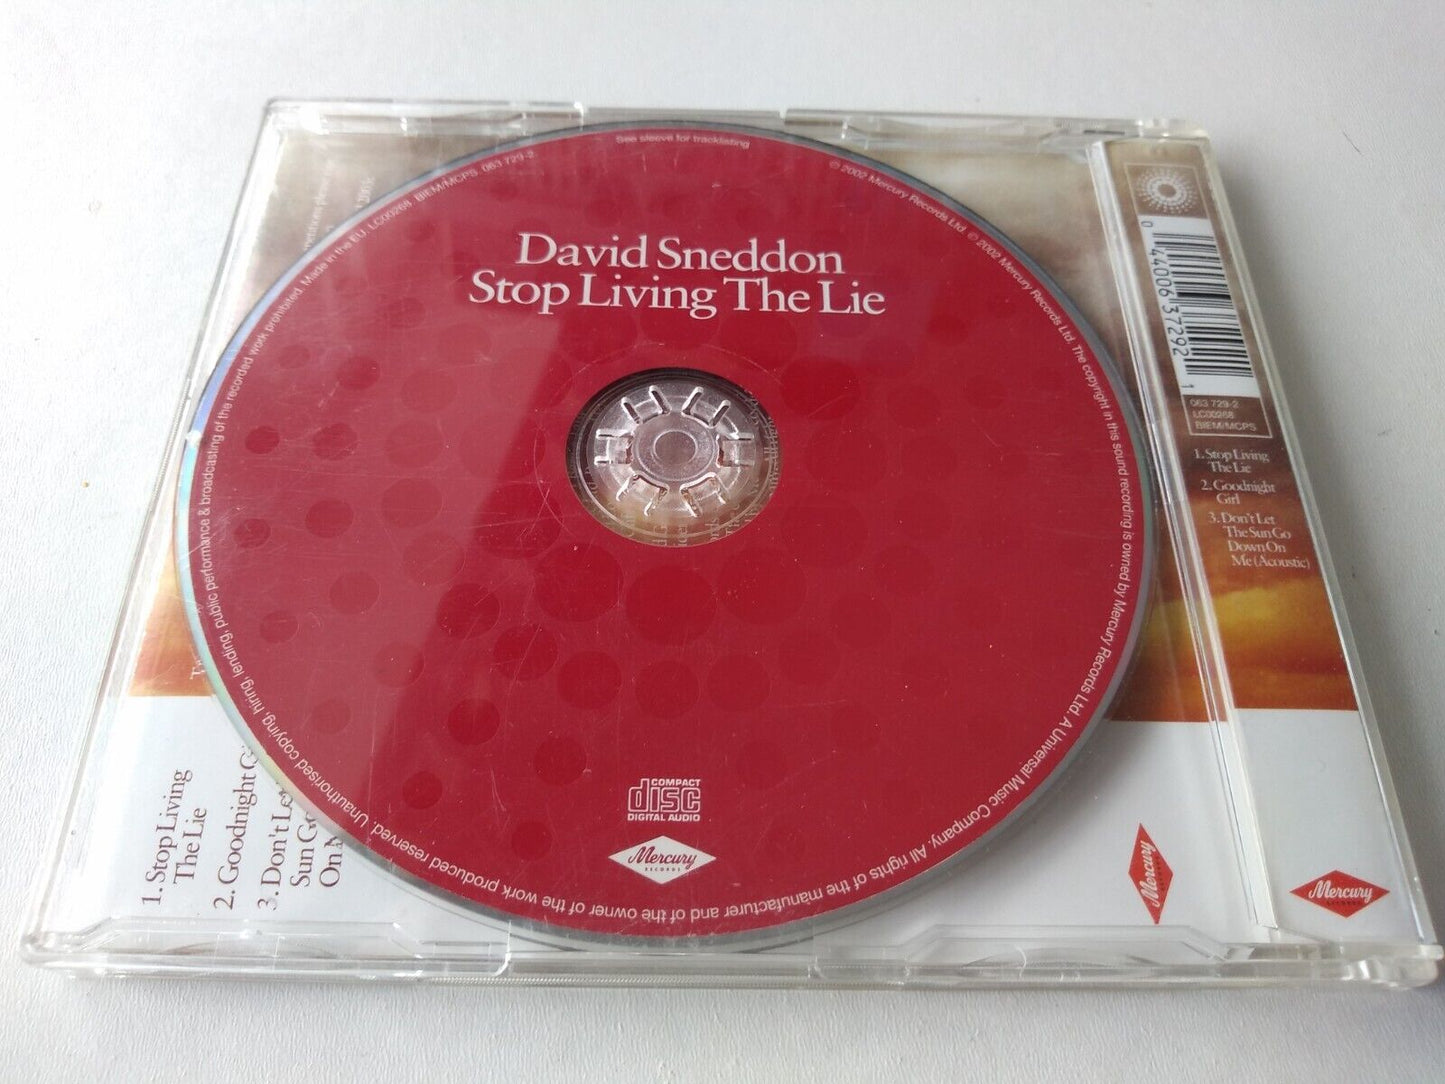 See sleeve for tracklisting
David Sneddon
Stop Living The Lie
℗ 2002 Mercury Records Ltd. © 2002 Mercury Records Ltd. The copyright in this sound recording is owned by Mercury Records Ltd. A Universal Music Company. All rights of the manufacturer and of the owner of the work produced reserved. Unauthorised copying, hiring, lending, public performance & broadcasting of the recorded work prohibited. Made in the EU. LC00268 BIEM/MCPS 063 729-2
COMPACT
disc
DIGITAL AUDIO
Mercury
RECORDS
1. Stop Living
The Lie
2. Goodnight G
3. Don't Le
Sun Go
On
Mercury
0 44006 37292 1
063 729-2
LC00268
BIEM/MCPS
1. Stop Living
The Lie
2. Goodnight
Girl
3. Don't Let
The Sun Go
Down On
Me (Acoustic)
Mercury
RECORDS